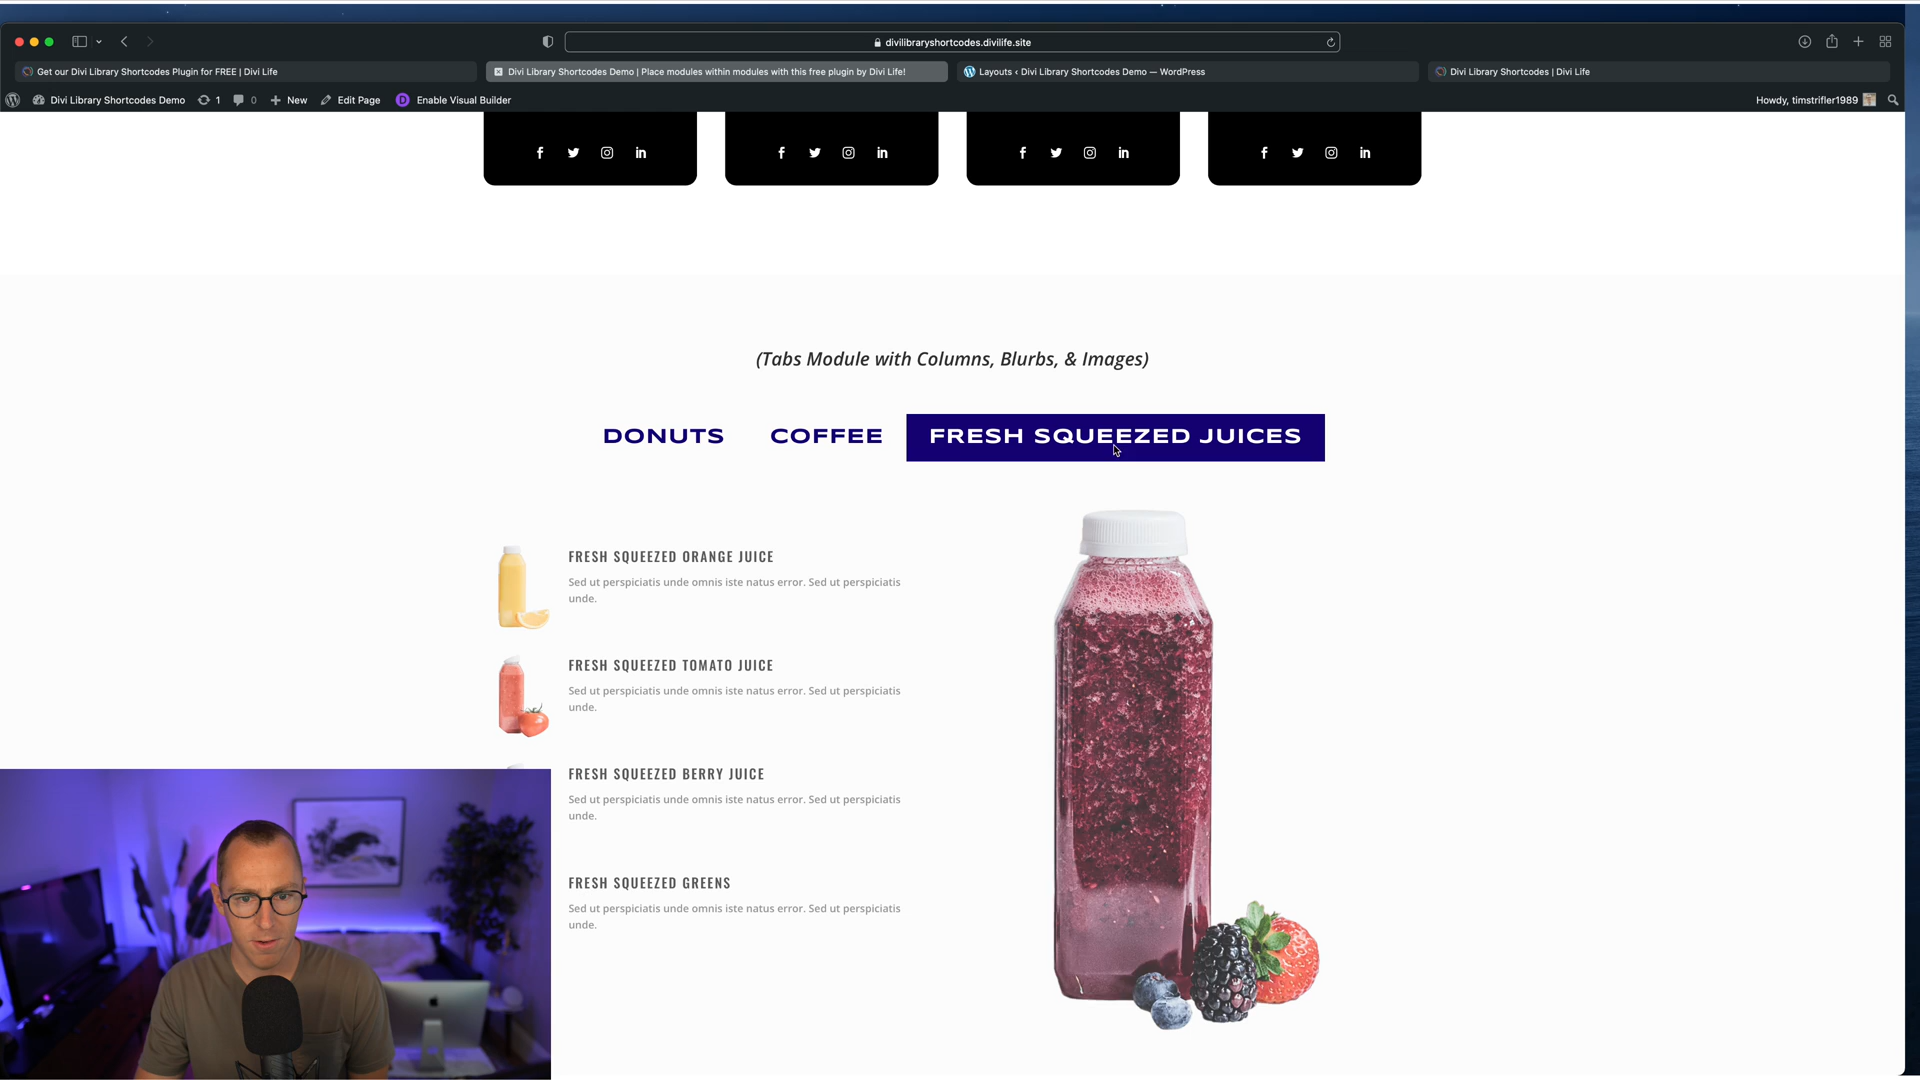 divilibraryshortcodes.divilife.site
Get our Divi Library Shortcodes Plugin for FREE | Divi Life
Divi Library Shortcodes Demo | Place modules within modules with this free plugin by Divi Life!
Layouts ‹ Divi Library Shortcodes Demo — WordPress
Divi Library Shortcodes | Divi Life
Divi Library Shortcodes Demo
1
0
New
Edit Page
D
Enable Visual Builder
Howdy, timstrifler1989
(Tabs Module with Columns, Blurbs, & Images)
DONUTS
COFFEE
FRESH SQUEEZED JUICES
FRESH SQUEEZED ORANGE JUICE
Sed ut perspiciatis unde omnis iste natus error. Sed ut perspiciatis
unde.
FRESH SQUEEZED TOMATO JUICE
Sed ut perspiciatis unde omnis iste natus error. Sed ut perspiciatis
unde.
FRESH SQUEEZED BERRY JUICE
Sed ut perspiciatis unde omnis iste natus error. Sed ut perspiciatis
unde.
FRESH SQUEEZED GREENS
Sed ut perspiciatis unde omnis iste natus error. Sed ut perspiciatis
unde.